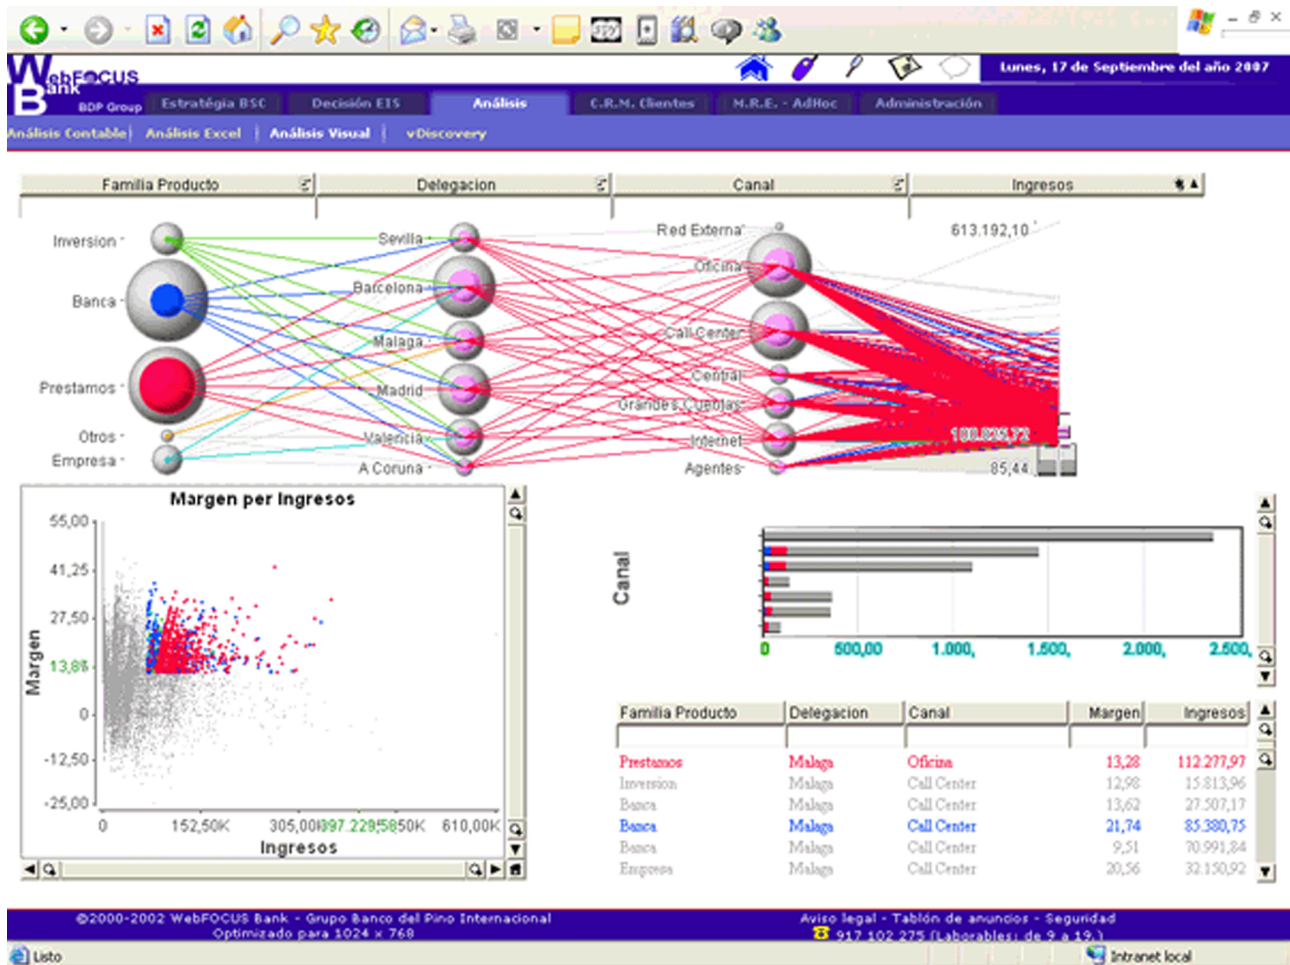 WebFOCUS
Bank
BDP Group
Lunes, 17 de Septiembre del año 2007
Estratégia BSC Decisión EIS Análisis C.R.M. Clientes M.R.E. - AdHoc Administración
Análisis Contable Análisis Excel Análisis Visual vDiscovery
Familia Producto Delegacion Canal Ingresos
Inversion
Banca
Prestamos
Otros
Empresa
Sevilla
Barcelona
Malaga
Madrid
Valencia
A Coruna
Red Externa
Oficina
Call Center
Central
Grandes Cuentas
Internet
Agentes
613.192,10
85,44
Margen per Ingresos
Margen
55,00
41,25
27,50
13,86
0
-12,50
-25,00
0 152,50K 610,00K
Ingresos
Canal
0 500,00 1.000, 1.500, 2.000, 2.500,
Familia Producto Delegacion Canal Margen Ingresos
Prestamos Malaga Oficina 13,28 112.277,97
Inversion Malaga Call Center 12,98 15.813,96
Banca Malaga Call Center 13,62 27.507,17
Banca Malaga Call Center 21,74 85.380,75
Banca Malaga Call Center 9,51 70.991,84
Empresa Malaga Call Center 20,56 32.150,92
©2000-2002 WebFOCUS Bank - Grupo Banco del Pino Internacional
Optimizado para 1024 x 768
Aviso legal - Tablón de anuncios - Seguridad
917 102 275 (Laborables: de 9 a 19.)
Listo
Intranet local